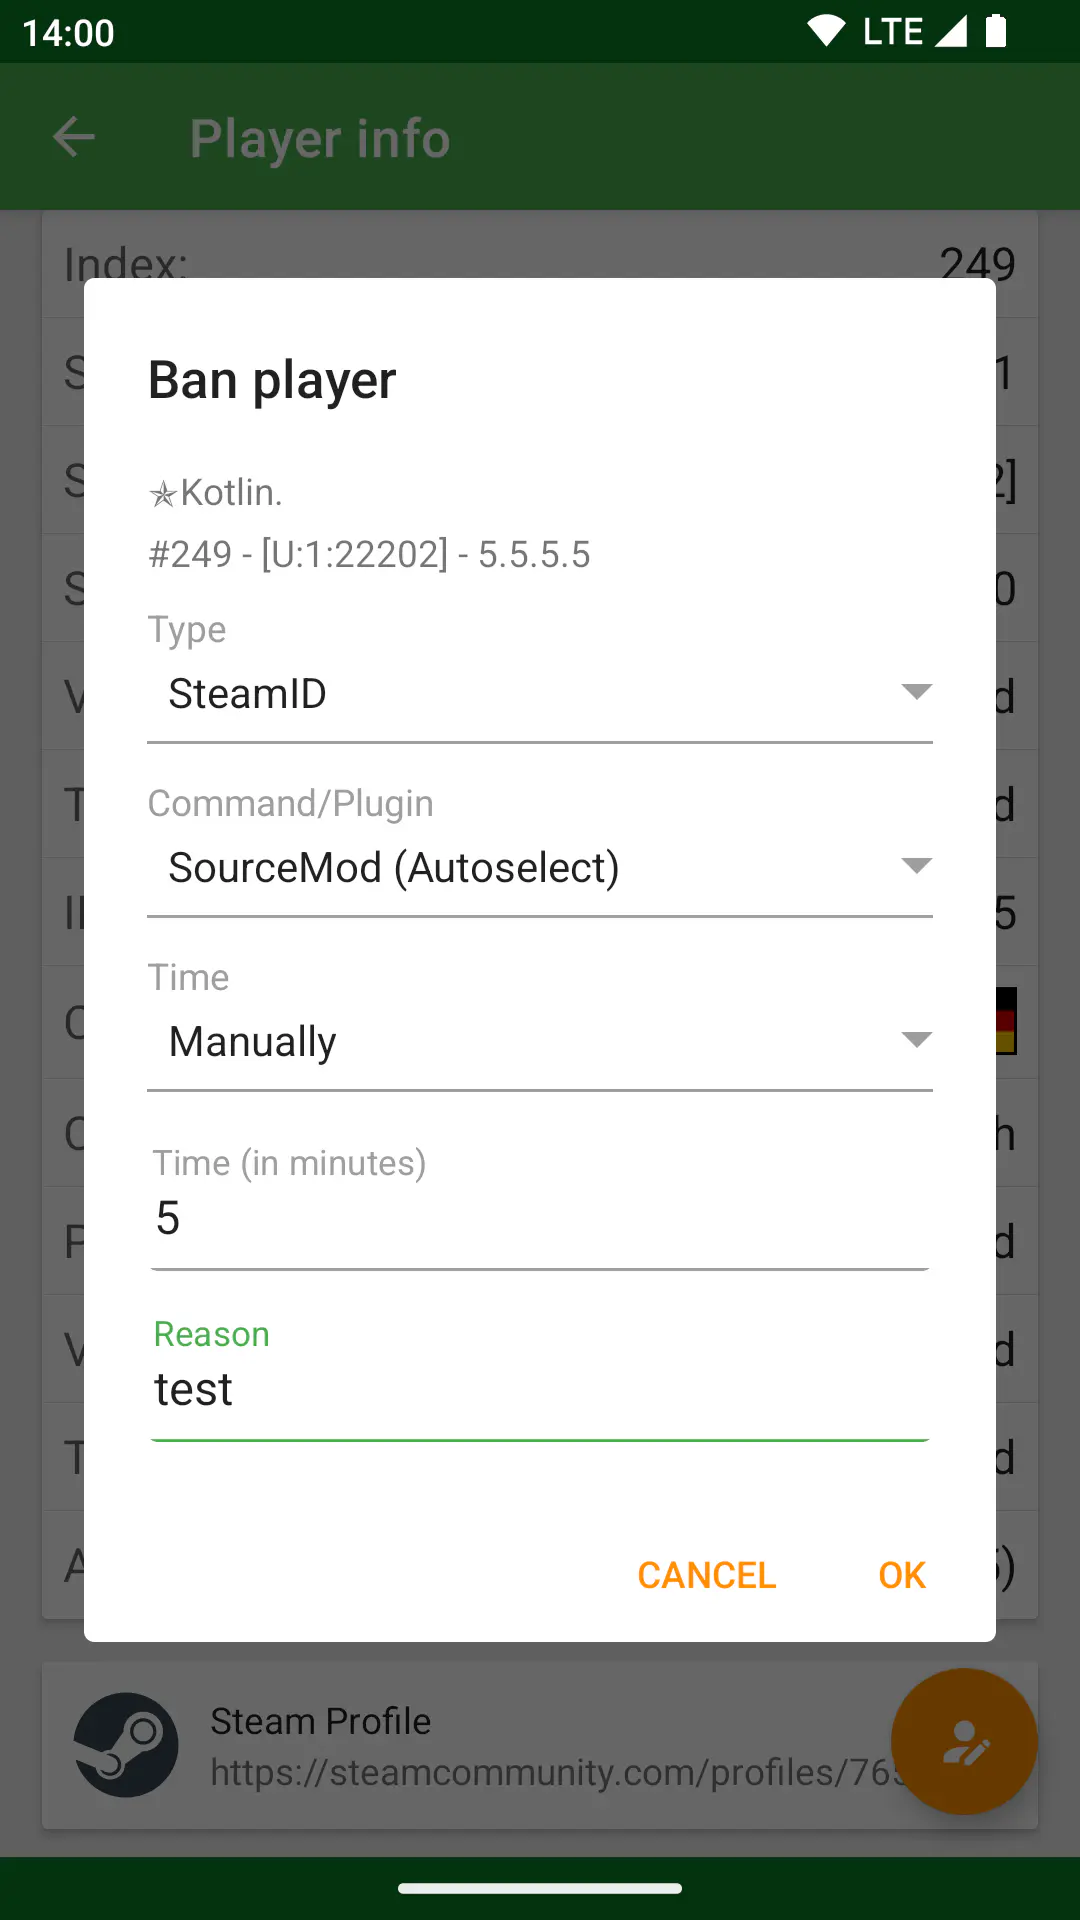 14:00
LTE
Player info
Index: 249
Ban player
✯Kotlin.
#249 - [U:1:22202] - 5.5.5.5
Type
SteamID
Command/Plugin
SourceMod (Autoselect)
Time
Manually
Time (in minutes)
5
Reason
test
CANCEL OK
Steam Profile
https://steamcommunity.com/profiles/765